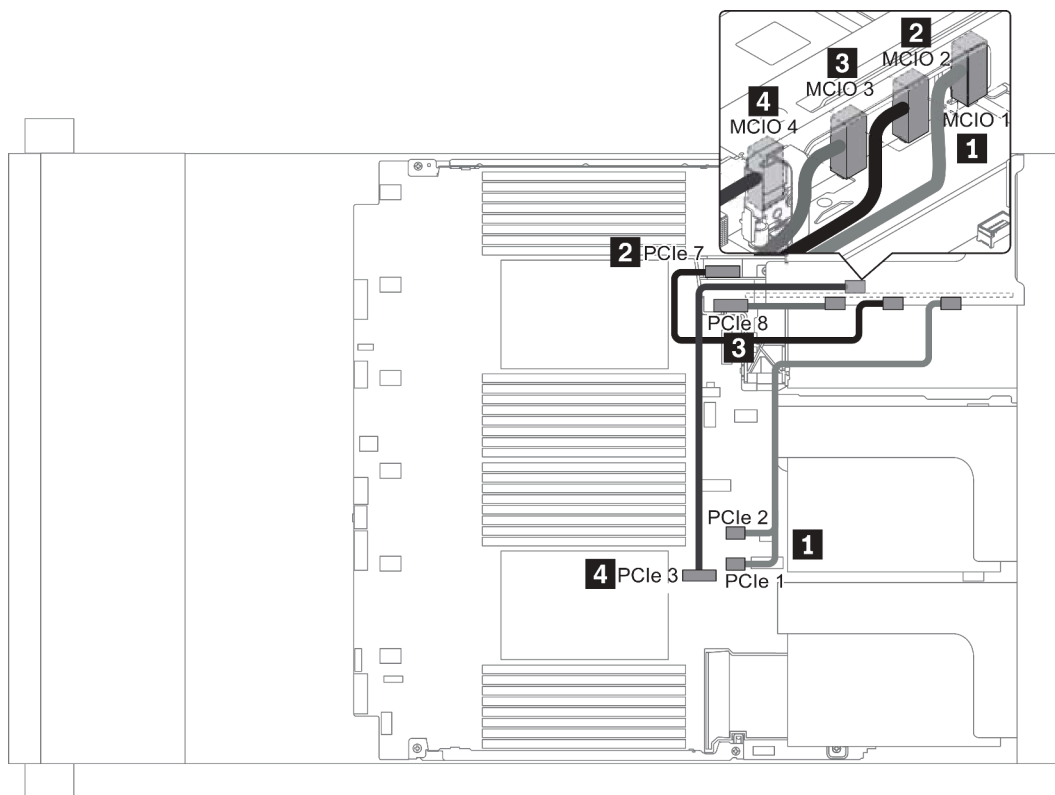 2
MCIO 2
3
MCIO 3
4
MCIO 4
MCIO 1
1
2 PCIe 7
PCIe 8
3
PCIe 2
1
4 PCIe 3
PCIe 1